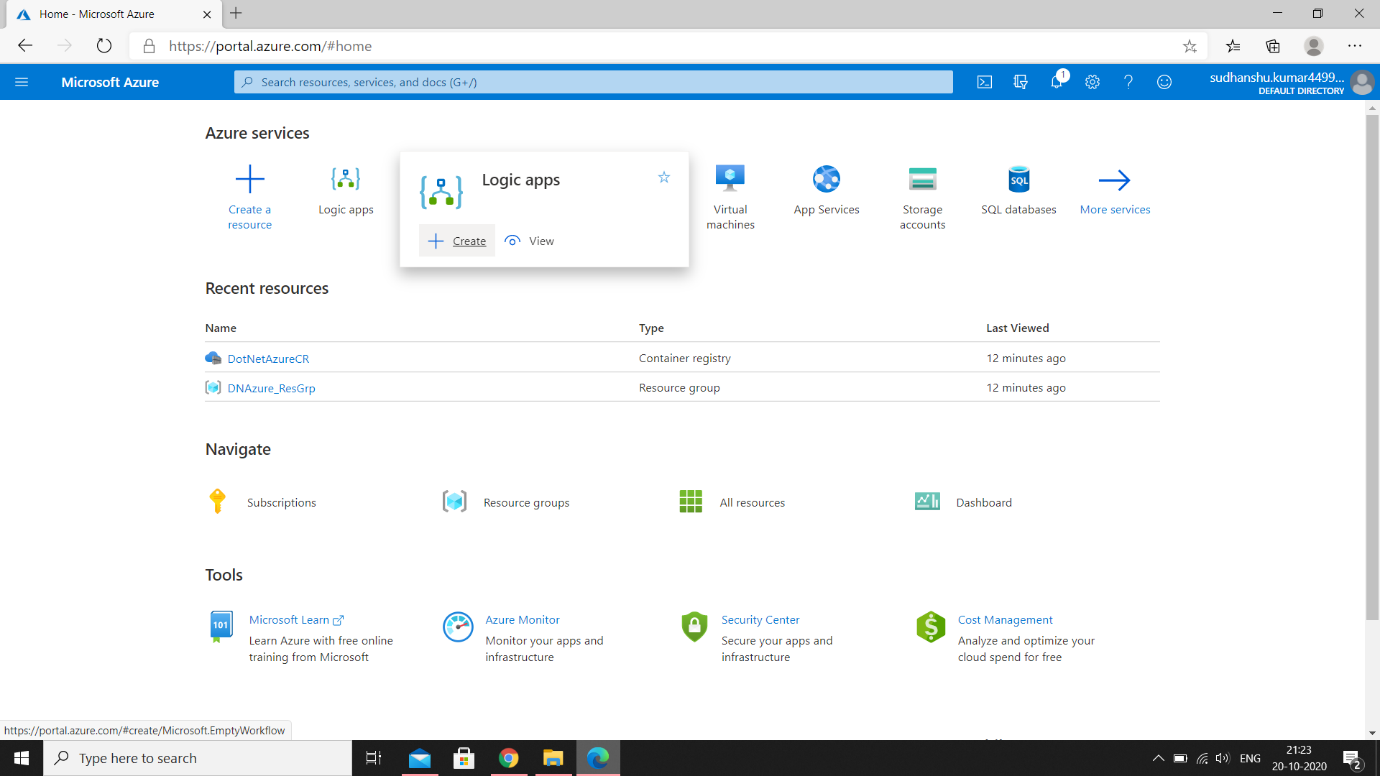 Home - Microsoft Azure
https://portal.azure.com/#home
Microsoft Azure
Search resources, services, and docs (G+/)
1
sudhanshu.kumar4499...
DEFAULT DIRECTORY
Azure services
Create a
resource
Logic apps
Logic apps
Create
View
Virtual
machines
App Services
Storage
accounts
SQL
SQL databases
More services
Recent resources
Name Type Last Viewed
DotNetAzureCR Container registry 12 minutes ago
DNAzure_ResGrp Resource group 12 minutes ago
Navigate
Subscriptions
Resource groups
All resources
Dashboard
Tools
101
Microsoft Learn
Learn Azure with free online
training from Microsoft
Azure Monitor
Monitor your apps and
infrastructure
Security Center
Secure your apps and
infrastructure
Cost Management
Analyze and optimize your
cloud spend for free
https://portal.azure.com/#create/Microsoft.EmptyWorkflow
Type here to search
ENG
21:23
20-10-2020
2